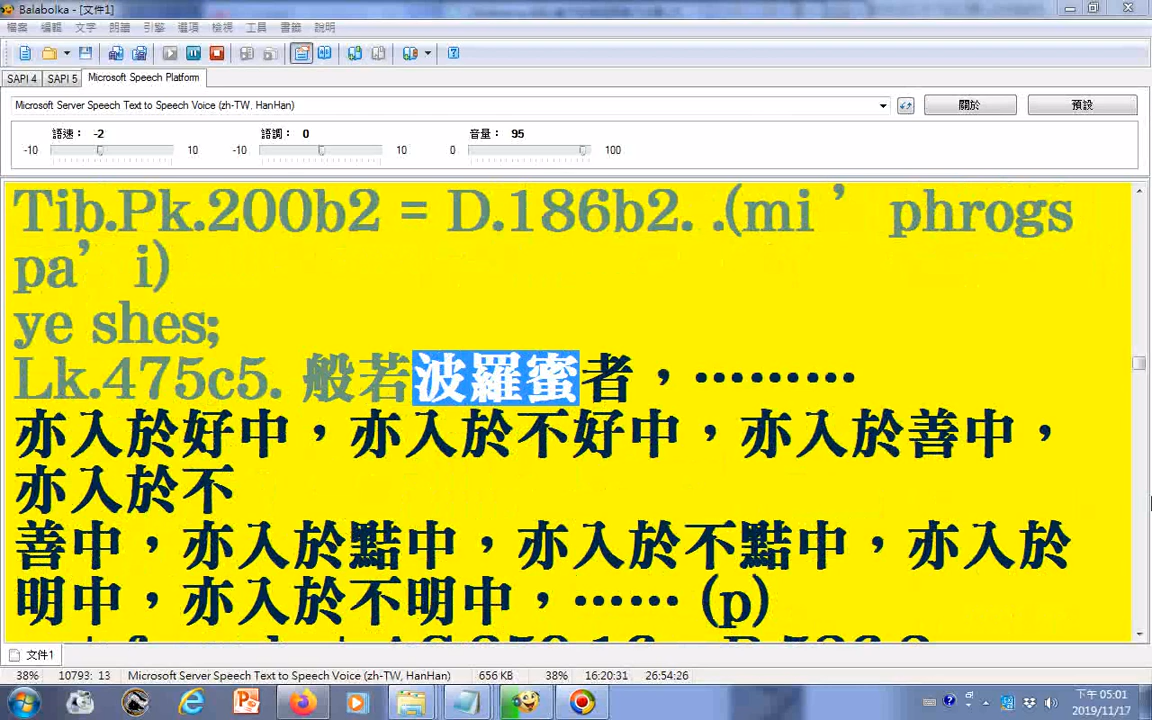 Balabolka - [文件1]
檔案 編輯 文字 朗讀 引擎 選項 檢視 工具 書籤 說明
SAPI 4 SAPI 5 Microsoft Speech Platform
Microsoft Server Speech Text to Speech Voice (zh-TW, HanHan) 關於 預設
語速： -2 語調： 0 音量： 95
-10 10 -10 10 0 100
Tib.Pk.200b2 = D.186b2. .(mi ’ phrogs
pa’ i)
ye shes;
Lk.475c5. 般若波羅蜜者，………
亦入於好中，亦入於不好中，亦入於善中，
亦入於不
善中，亦入於黠中，亦入於不黠中，亦入於
明中，亦入於不明中，…… (p)
文件1
38% 10793: 13 Microsoft Server Speech Text to Speech Voice (zh-TW, HanHan) 656 KB 38% 16:20:31 26:54:26
下午 05:01
2019/11/17